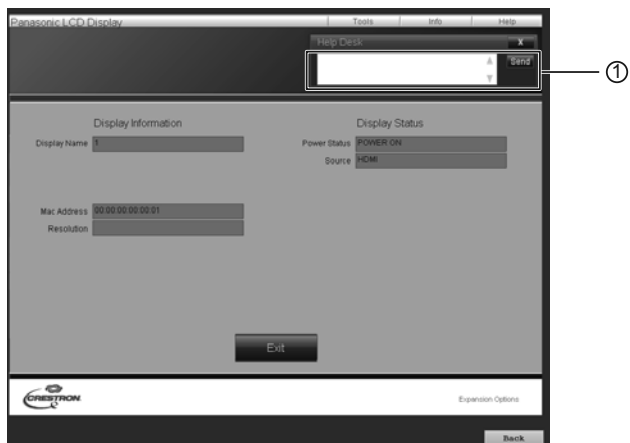 Panasonic LCD Display
Tools Info Help
Help Desk X
Send
①
Display Information Display Status
Display Name 1 Power Status POWER ON
Source HDMI
Mac Address 00:00:00:00:00:01
Resolution
Exit
CRESTRON Expansion Options
Back